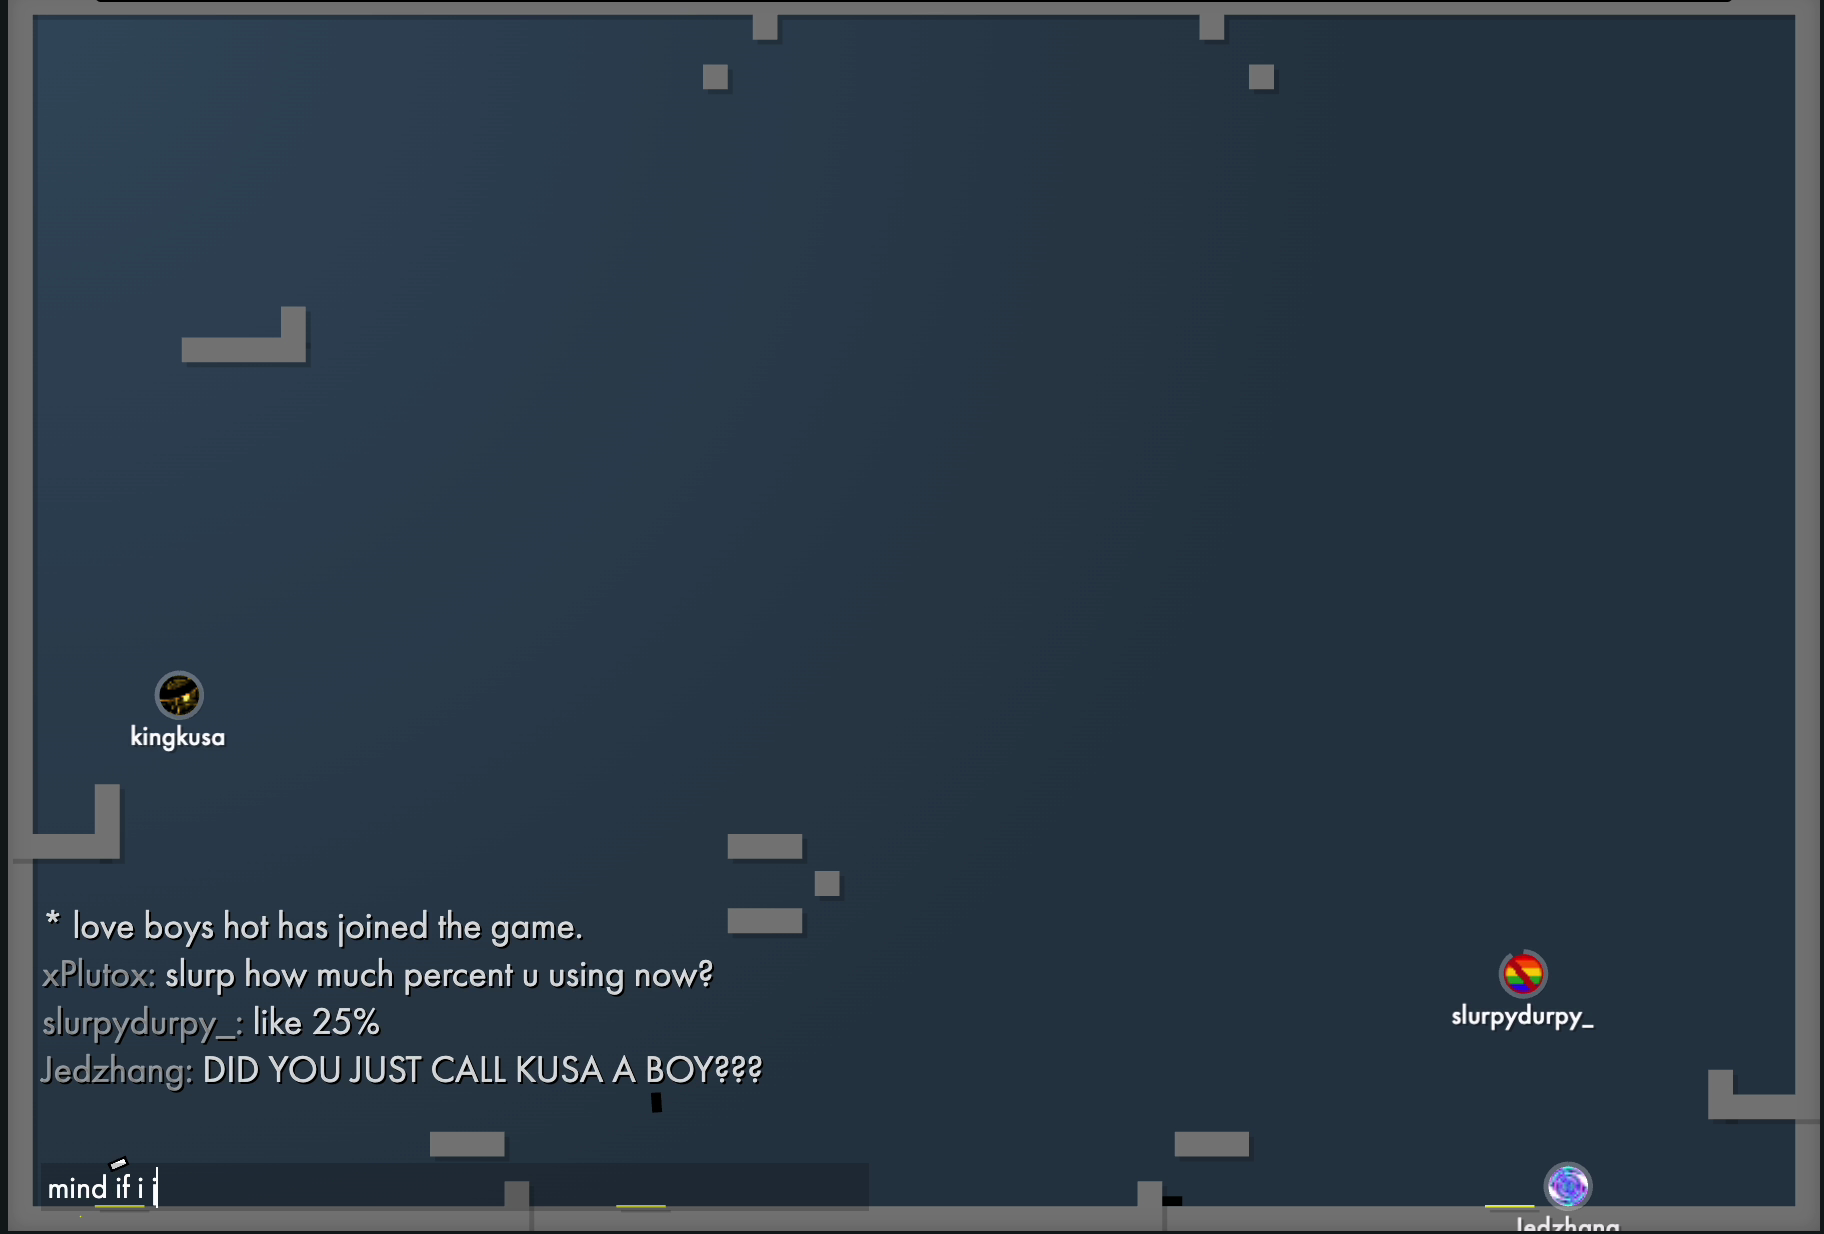 kingkusa
* love boys hot has joined the game.
xPlutox: slurp how much percent u using now?
slurpydurpy_: like 25%
slurpydurpy_
Jedzhang: DID YOU JUST CALL KUSA A BOY???
mind if i j
Jedzhang